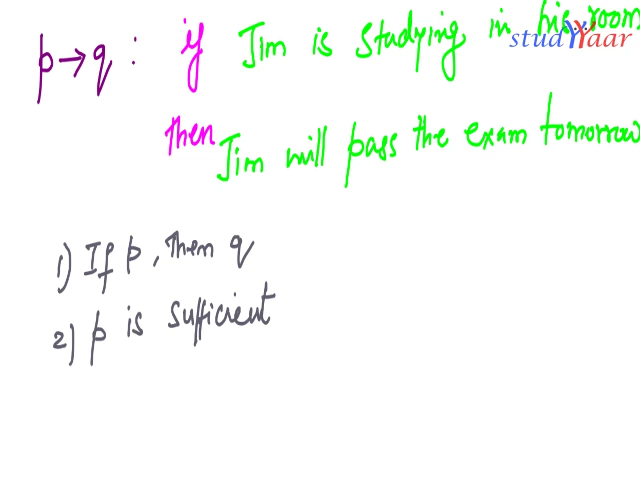 p→q : if Jim is studying in his room
studYYaar
then Jim will pass the exam tomorrow
1) If p, then q
2) p is sufficient